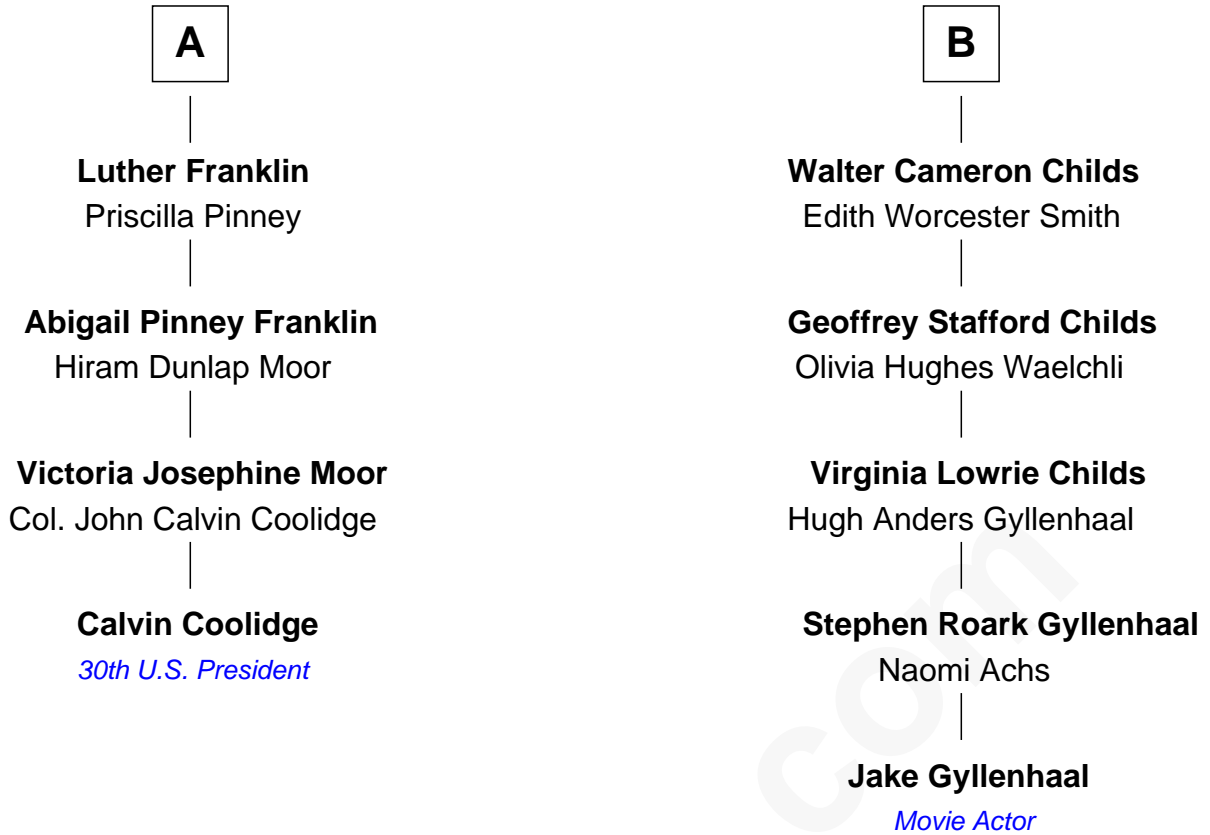 A
Luther Franklin
Priscilla Pinney
Abigail Pinney Franklin
Hiram Dunlap Moor
Victoria Josephine Moor
Col. John Calvin Coolidge
Calvin Coolidge
30th U.S. President
B
Walter Cameron Childs
Edith Worcester Smith
Geoffrey Stafford Childs
Olivia Hughes Waelchli
Virginia Lowrie Childs
Hugh Anders Gyllenhaal
Stephen Roark Gyllenhaal
Naomi Achs
Jake Gyllenhaal
Movie Actor
com